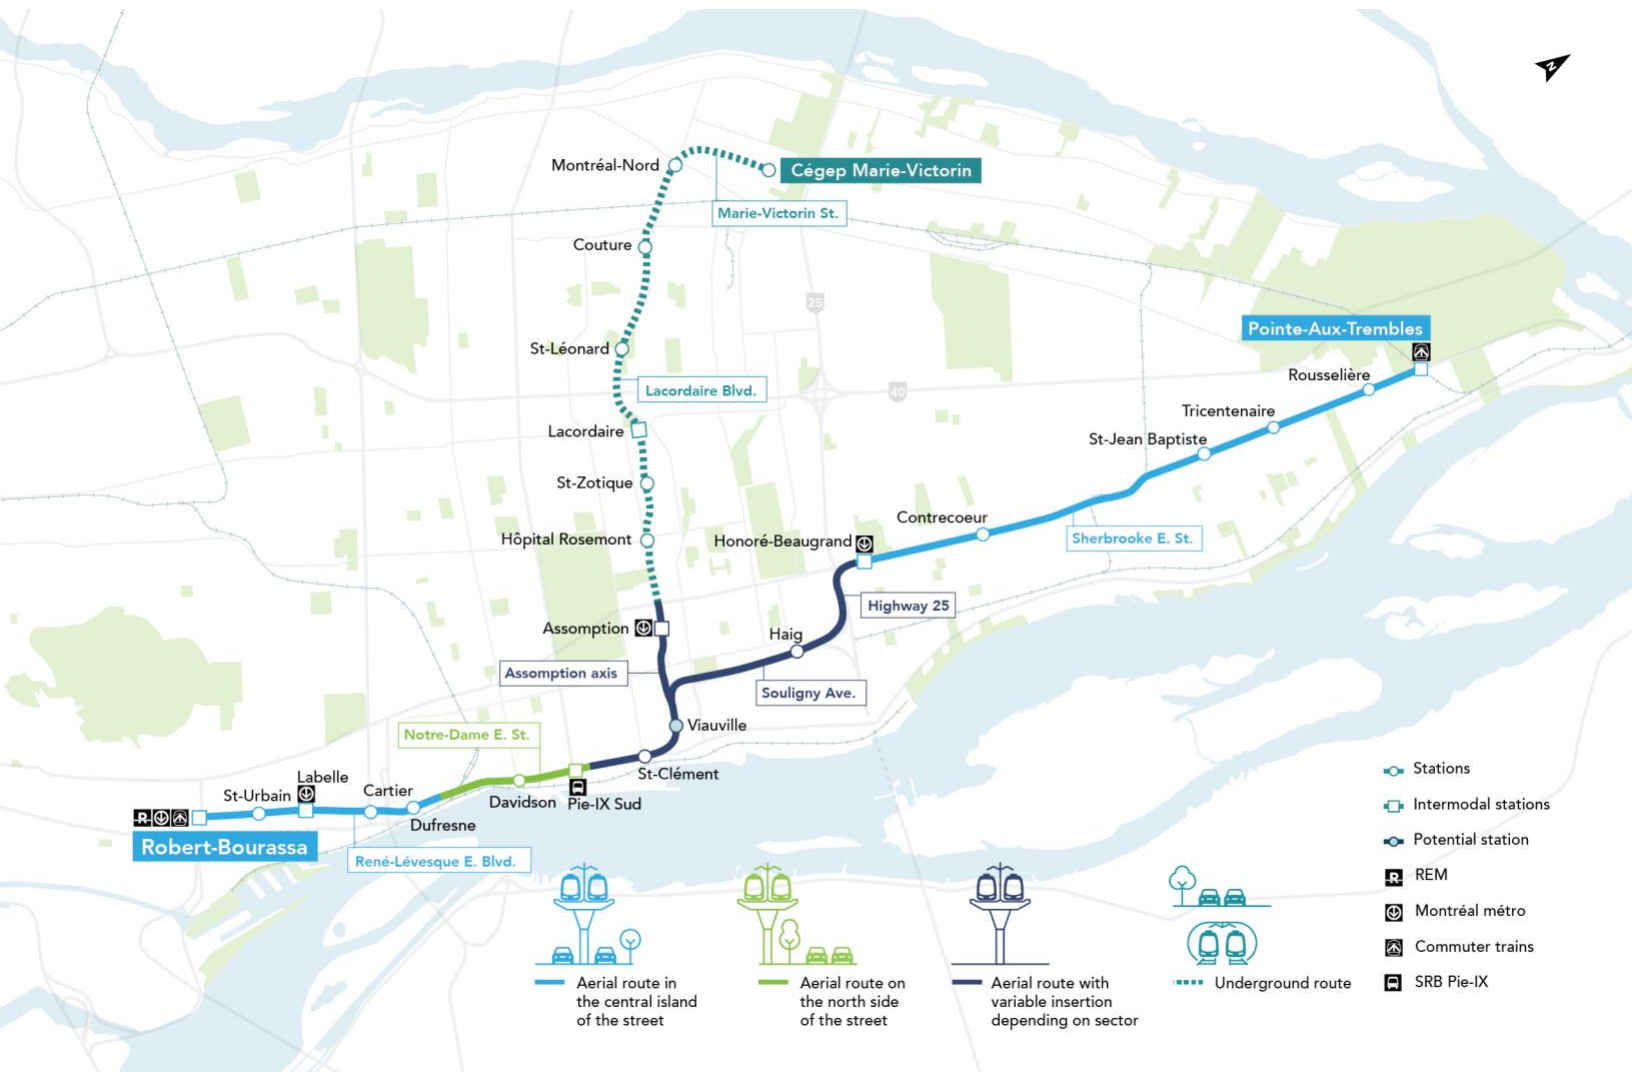 N
Montréal-Nord
Cégep Marie-Victorin
Marie-Victorin St.
Couture
25
Pointe-Aux-Trembles
St-Léonard
Rousselière
Lacordaire Blvd.
40
Tricentenaire
Lacordaire
St-Jean Baptiste
St-Zotique
Contrecoeur
Hôpital Rosemont
Honoré-Beaugrand
Sherbrooke E. St.
Highway 25
Assomption
Haig
Assomption axis
Souligny Ave.
Viauville
Notre-Dame E. St.
St-Clément
Labelle
St-Urbain
Cartier
Davidson
Pie-IX Sud
R
Dufresne
Robert-Bourassa
René-Lévesque E. Blvd.
Stations
Intermodal stations
Potential station
R
REM
Montréal métro
Commuter trains
SRB Pie-IX
Aerial route in
the central island
of the street
Aerial route on
the north side
of the street
Aerial route with
variable insertion
depending on sector
Underground route